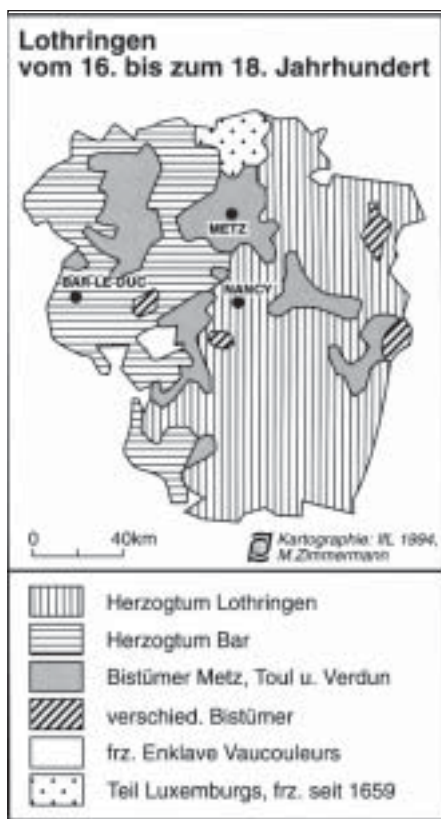 Lothringen
vom 16. bis zum 18. Jahrhundert
METZ
BAR-LE-DUC
NANCY
0 40km
Kartographie: IfL 1994,
M.Zimmermann
Herzogtum Lothringen
Herzogtum Bar
Bistümer Metz, Toul u. Verdun
verschied. Bistümer
frz. Enklave Vaucouleurs
Teil Luxemburgs, frz. seit 1659